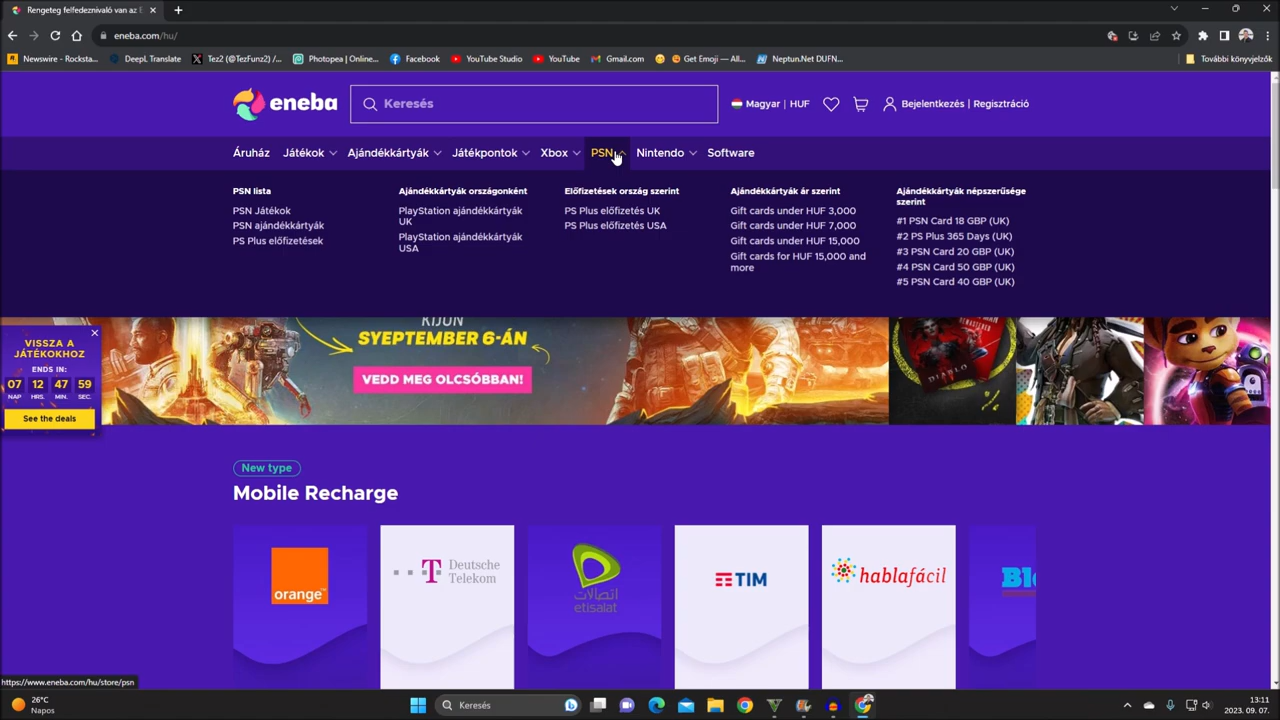 Rengeteg felfedeznivaló van az E
eneba.com/hu/
Newswire - Rocksta...
DeepL Translate
Tez2 (@TezFunz2) /...
Photopea | Online...
Facebook
YouTube Studio
YouTube
Gmail.com
Get Emoji — All...
Neptun.Net DUFN...
További könyvjelzők
eneba
Keresés
Magyar | HUF
Bejelentkezés | Regisztráció
Áruház
Játékok
Ajándékkártyák
Játékpontok
Xbox
PSN
Nintendo
Software
PSN lista
PSN Játékok
PSN ajándékkártyák
PS Plus előfizetések
Ajándékkártyák országonként
PlayStation ajándékkártyák
UK
PlayStation ajándékkártyák
USA
Előfizetések ország szerint
PS Plus előfizetés UK
PS Plus előfizetés USA
Ajándékkártyák ár szerint
Gift cards under HUF 3,000
Gift cards under HUF 7,000
Gift cards under HUF 15,000
Gift cards for HUF 15,000 and
more
Ajándékkártyák népszerűsége
szerint
#1 PSN Card 18 GBP (UK)
#2 PS Plus 365 Days (UK)
#3 PSN Card 20 GBP (UK)
#4 PSN Card 50 GBP (UK)
#5 PSN Card 40 GBP (UK)
VISSZA A
JÁTÉKOKHOZ
ENDS IN:
07 12 47 59
NAP HRS. MIN. SEC.
See the deals
KIJÖN
SYEPTEMBER 6-ÁN
VEDD MEG OLCSÓBBAN!
DIABLO
New type
Mobile Recharge
orange
Deutsche
Telekom
اتصالات
etisalat
TIM
hablafácil
Bl
https://www.eneba.com/hu/store/psn
26°C
Napos
Keresés
13:11
2023. 09. 07.